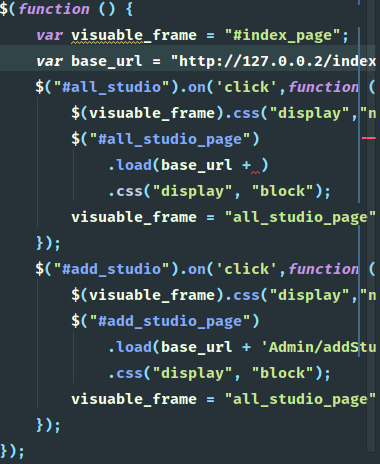 $(function () {
var visuable_frame = "#index_page";
var base_url = "http://127.0.0.2/index
$("#all_studio").on('click',function (
$(visuable_frame).css("display","n
$("#all_studio_page")
.load(base_url + )
.css("display", "block");
visuable_frame = "all_studio_page"
});
$("#add_studio").on('click',function (
$(visuable_frame).css("display","n
$("#add_studio_page")
.load(base_url + 'Admin/addStu
.css("display", "block");
visuable_frame = "all_studio_page"
});
});